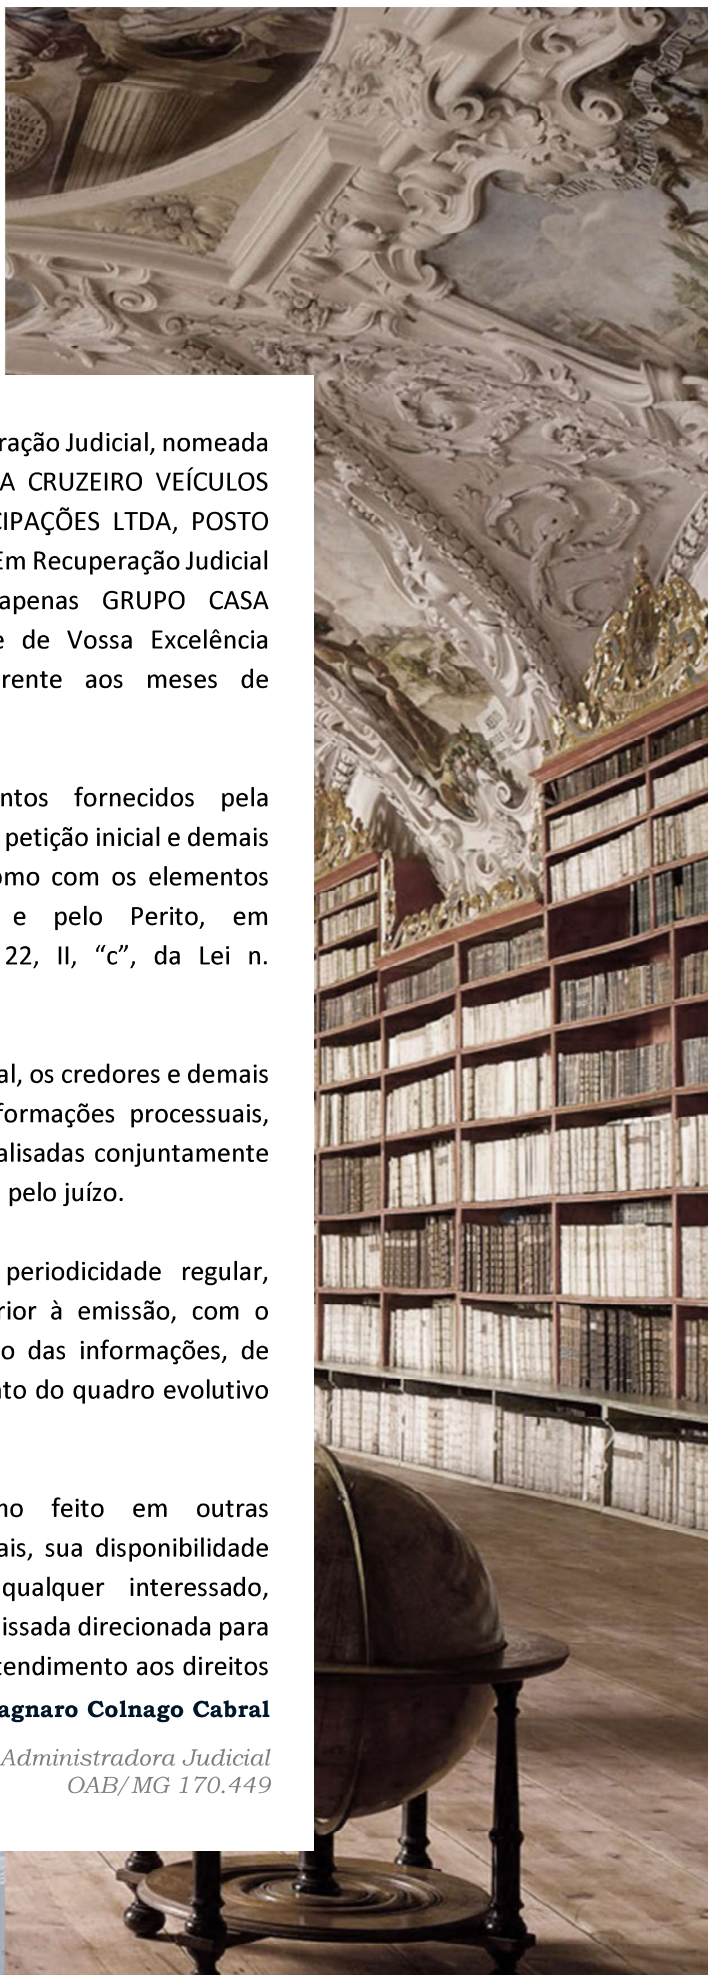 ração Judicial, nomeada
A CRUZEIRO VEÍCULOS
CIPAÇÕES LTDA, POSTO
Em Recuperação Judicial
apenas GRUPO CASA
e de Vossa Excelência
rente aos meses de
ntos fornecidos pela
petição inicial e demais
omo com os elementos
e pelo Perito, em
22, II, “c”, da Lei n.
al, os credores e demais
formações processuais,
alisadas conjuntamente
pelo juízo.
periodicidade regular,
rior à emissão, com o
o das informações, de
nto do quadro evolutivo
mo feito em outras
ais, sua disponibilidade
qualquer interessado,
issada direcionada para
tendimento aos direitos
agnaro Colnago Cabral
Administradora Judicial
OAB/MG 170.449